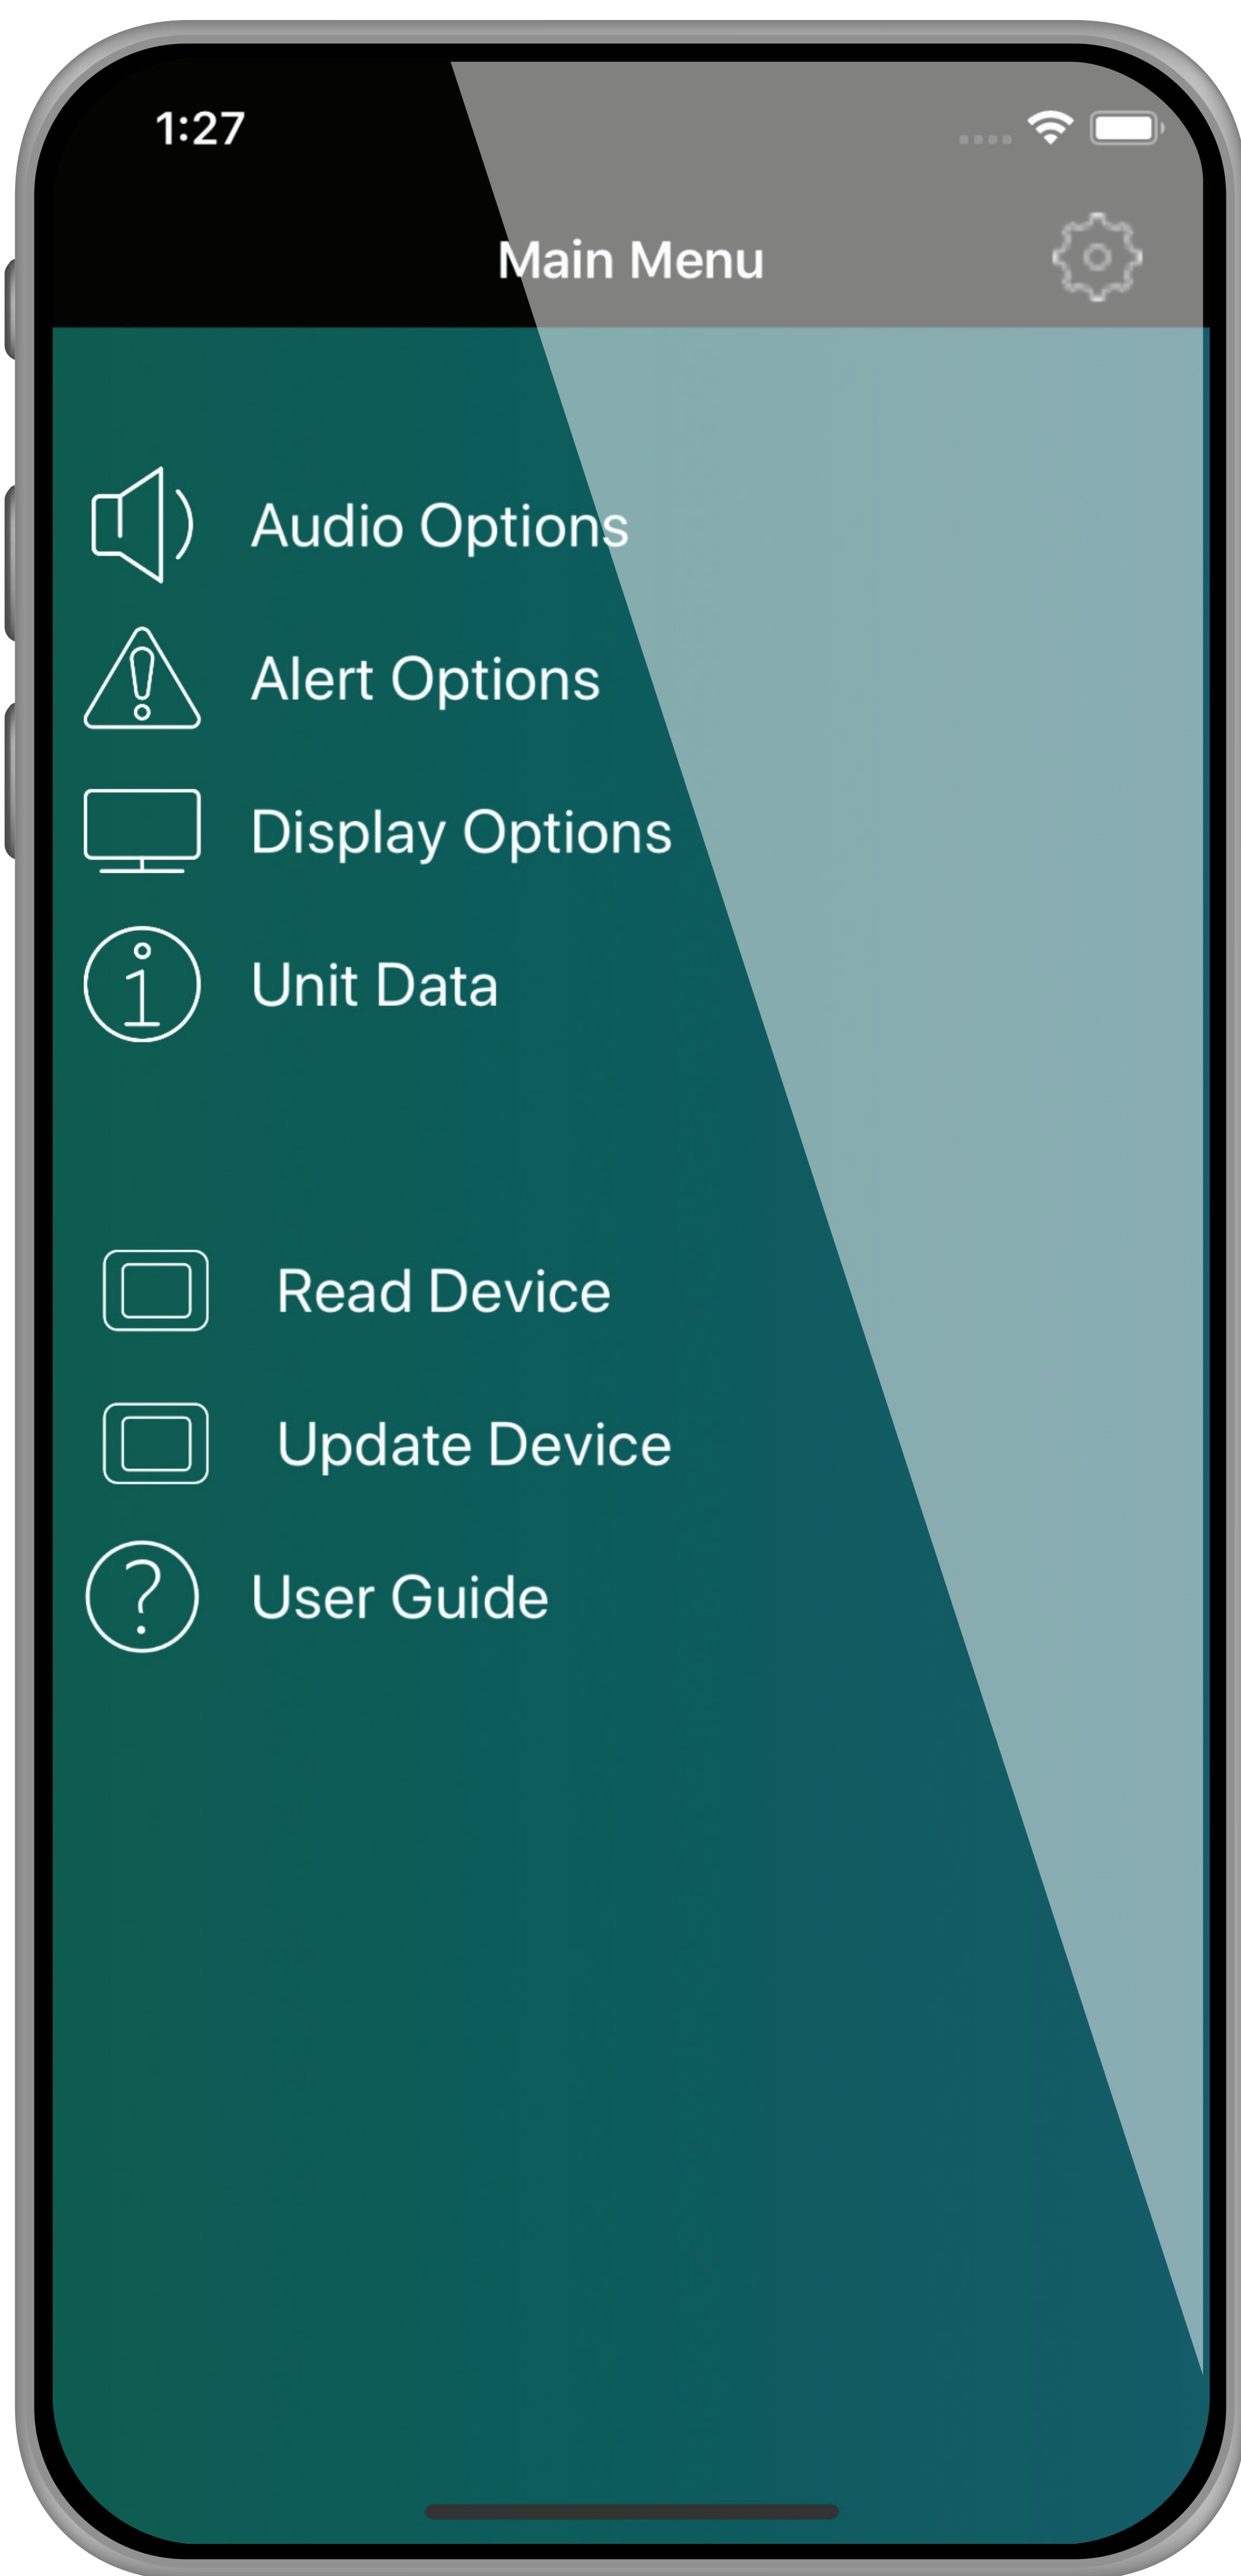 1:27
Main Menu
Audio Options
Alert Options
Display Options
Unit Data
Read Device
Update Device
User Guide